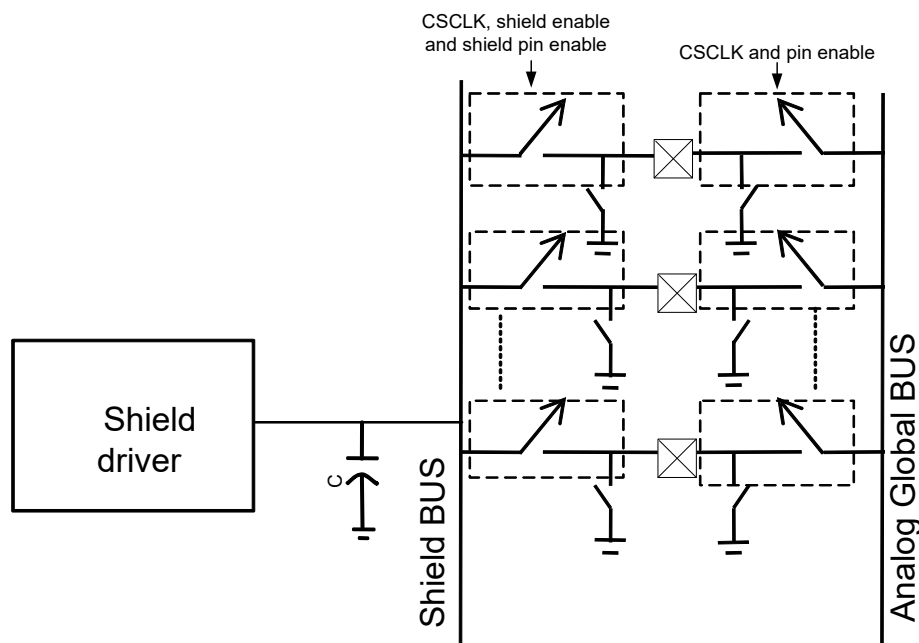 CSCLK, shield enable
and shield pin enable
CSCLK and pin enable
Shield
driver
C
Shield BUS
Analog Global BUS